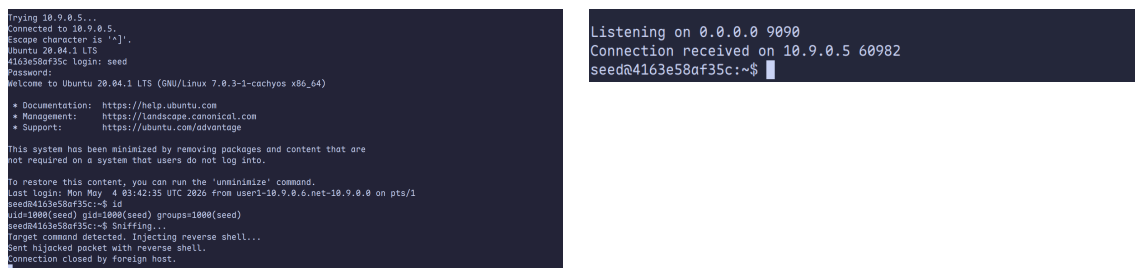 Trying 10.9.0.5...
Connected to 10.9.0.5.
Escape character is '^]'.
Ubuntu 20.04.1 LTS
4163e58af35c login: seed
Password:
Welcome to Ubuntu 20.04.1 LTS (GNU/Linux 7.0.3-1-cachyos x86_64)
* Documentation:  https://help.ubuntu.com
* Management:     https://landscape.canonical.com
* Support:        https://ubuntu.com/advantage
This system has been minimized by removing packages and content that are
not required on a system that users do not log into.
To restore this content, you can run the 'unminimize' command.
Last login: Mon May  4 03:42:35 UTC 2026 from user1-10.9.0.6.net-10.9.0.0 on pts/1
seed@4163e58af35c:~$ id
uid=1000(seed) gid=1000(seed) groups=1000(seed)
seed@4163e58af35c:~$ Sniffing...
Target command detected. Injecting reverse shell...
Sent hijacked packet with reverse shell.
Connection closed by foreign host.
Listening on 0.0.0.0 9090
Connection received on 10.9.0.5 60982
seed@4163e58af35c:~$